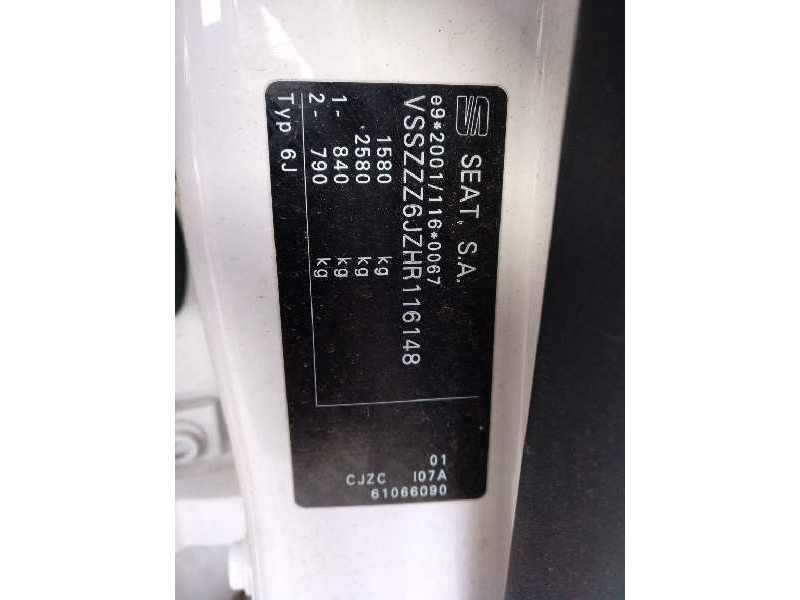 SEAT, S.A.
e9*2001/116*0067
VSSZZZ6JZHR116148
1580 kg
2580 kg
1- 840 kg
2- 790 kg
Typ 6J
01
CJZC I07A
61066090